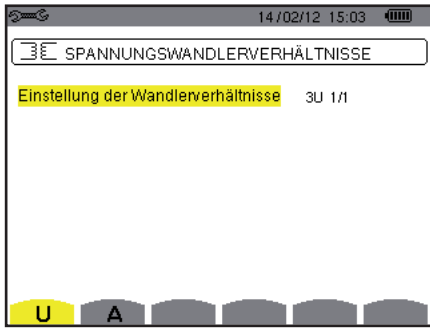 14/02/12 15:03
SPANNUNGSWANDLERVERHÄLTNISSE
Einstellung der Wandlerverhältnisse 3U 1/1
U A